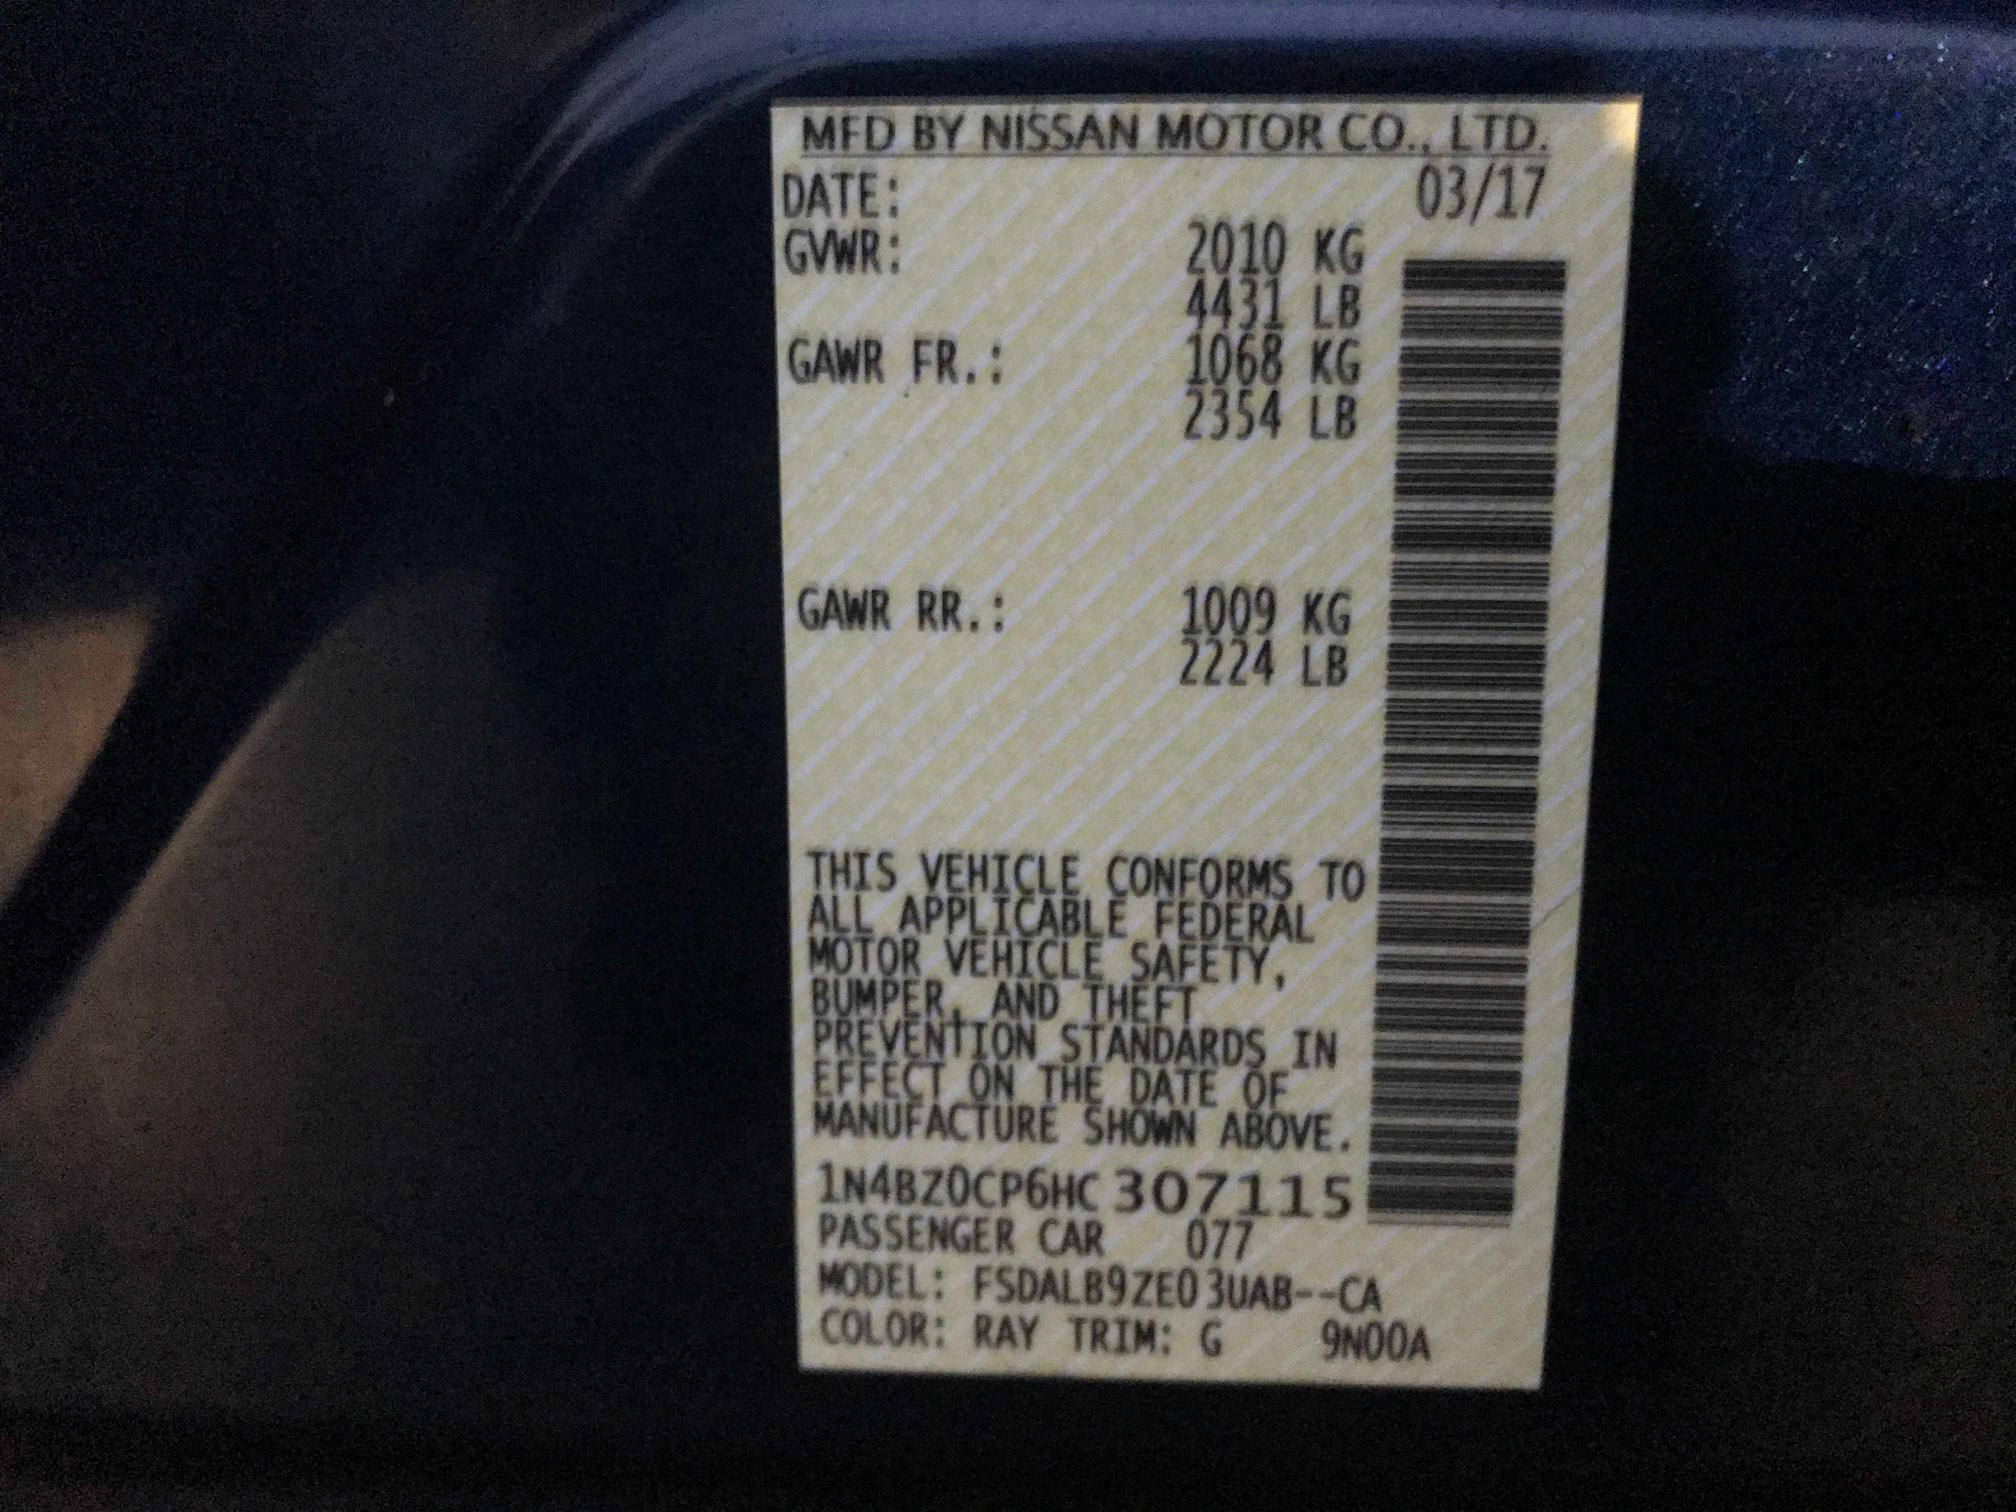 MFD BY NISSAN MOTOR CO., LTD.
DATE: 03/17
GVWR: 2010 KG
4431 LB
GAWR FR.: 1068 KG
2354 LB
GAWR RR.: 1009 KG
2224 LB
THIS VEHICLE CONFORMS TO
ALL APPLICABLE FEDERAL
MOTOR VEHICLE SAFETY,
BUMPER, AND THEFT
PREVENTION STANDARDS IN
EFFECT ON THE DATE OF
MANUFACTURE SHOWN ABOVE.
1N4BZ0CP6HC307115
PASSENGER CAR 077
MODEL: FSDALB9ZE03UAB--CA
COLOR: RAY TRIM: G 9N00A